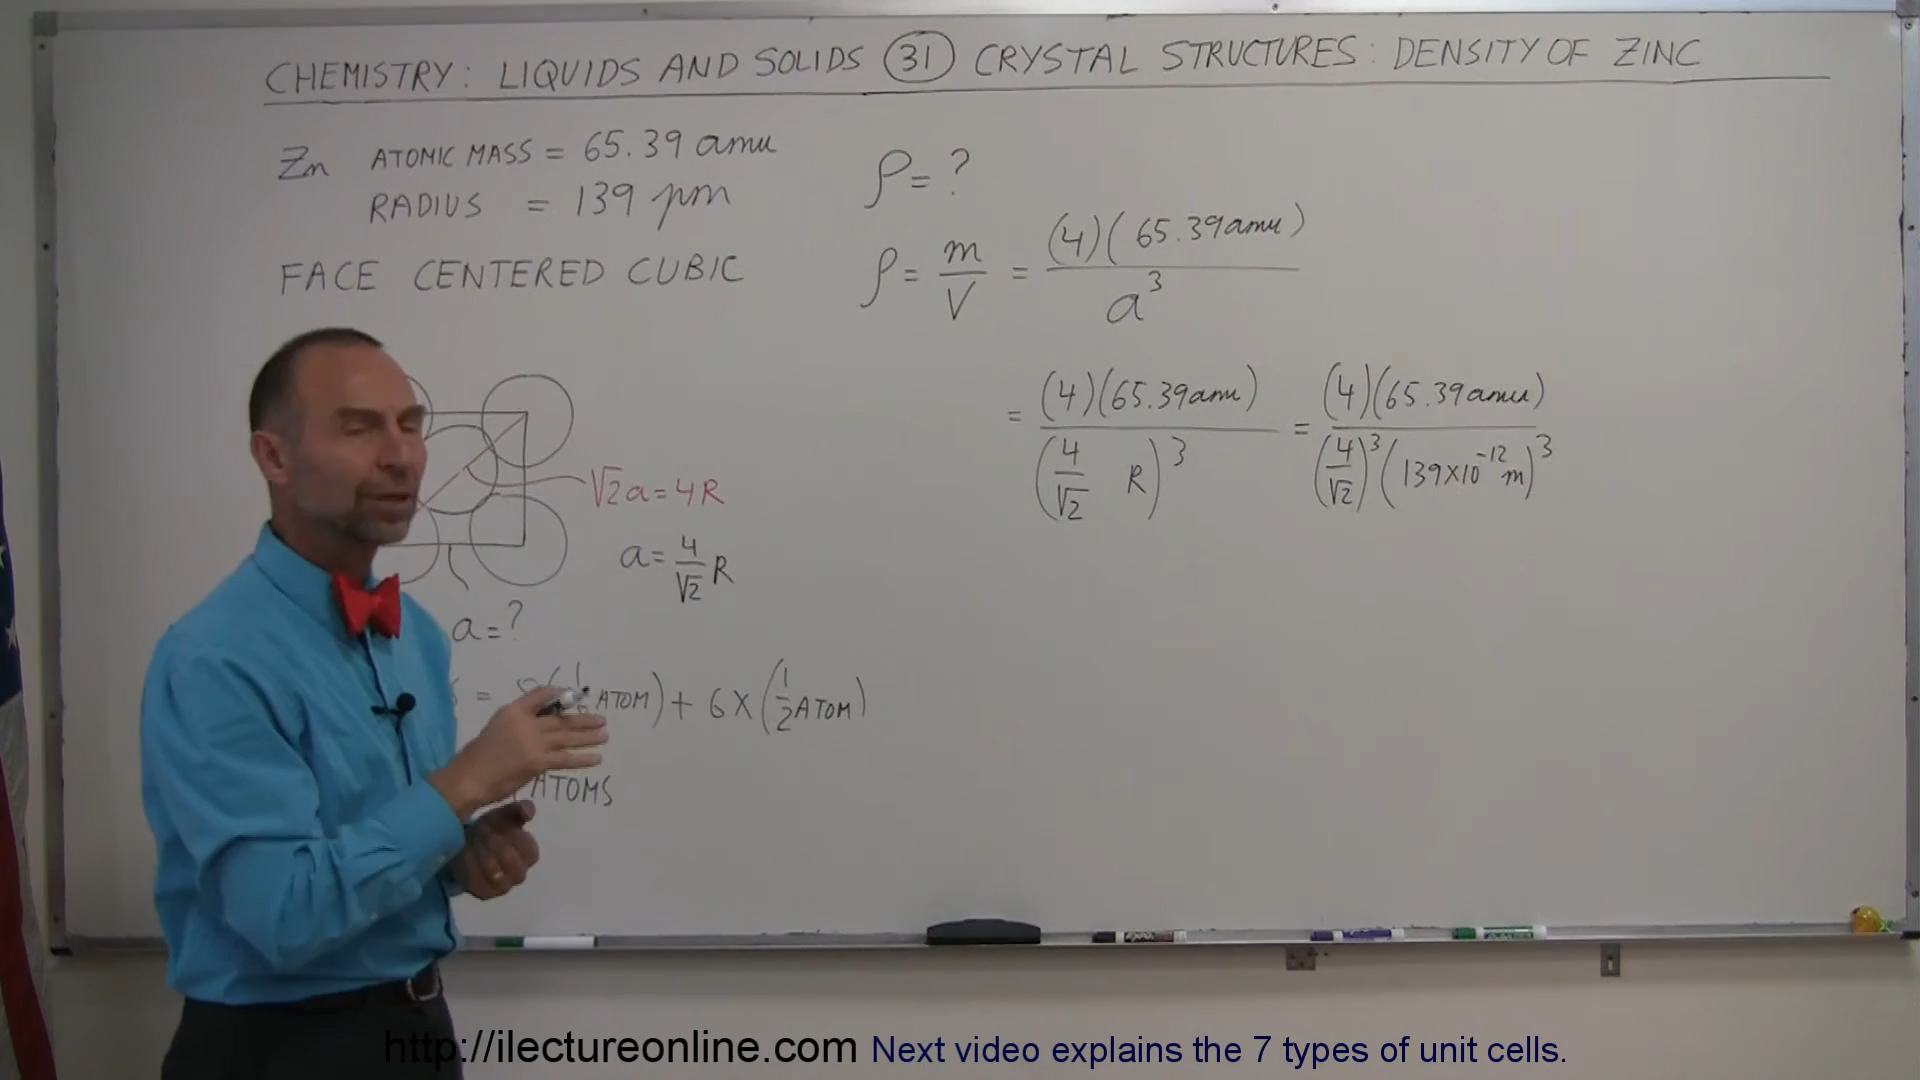 CHEMISTRY: LIQUIDS AND SOLIDS 31 CRYSTAL STRUCTURES: DENSITY OF ZINC
Zn ATOMIC MASS = 65.39 amu
RADIUS = 139 pm
FACE CENTERED CUBIC
√2a=4R
a=4/√2 R
a=?
= (1/ ATOM)+ 6X(1/2 ATOM)
ATOMS
ρ=?
ρ= m/V = (4)(65.39amu)/a³
= (4)(65.39amu)/(4/√2 R)³ = (4)(65.39amu)/(4/√2)³(139X10⁻¹²m)³
http://ilectureonline.com Next video explains the 7 types of unit cells.